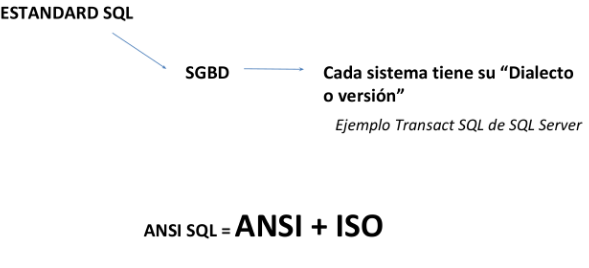 ESTANDARD SQL
SGBD
Cada sistema tiene su “Dialecto
o versión”
Ejemplo Transact SQL de SQL Server
ANSI SQL = ANSI + ISO